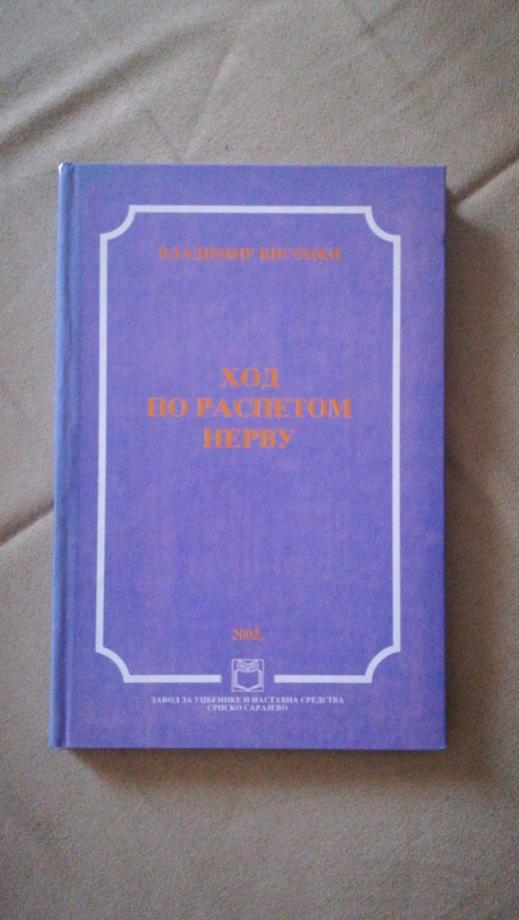 ВЛАДИМИР ВИСОЦКИ
ХОД
ПО РАСПЕТОМ
НЕРВУ
2002.
ЗАВОД ЗА УЏБЕНИКЕ И НАСТАВНА СРЕДСТВА
СРПСКО САРАЈЕВО